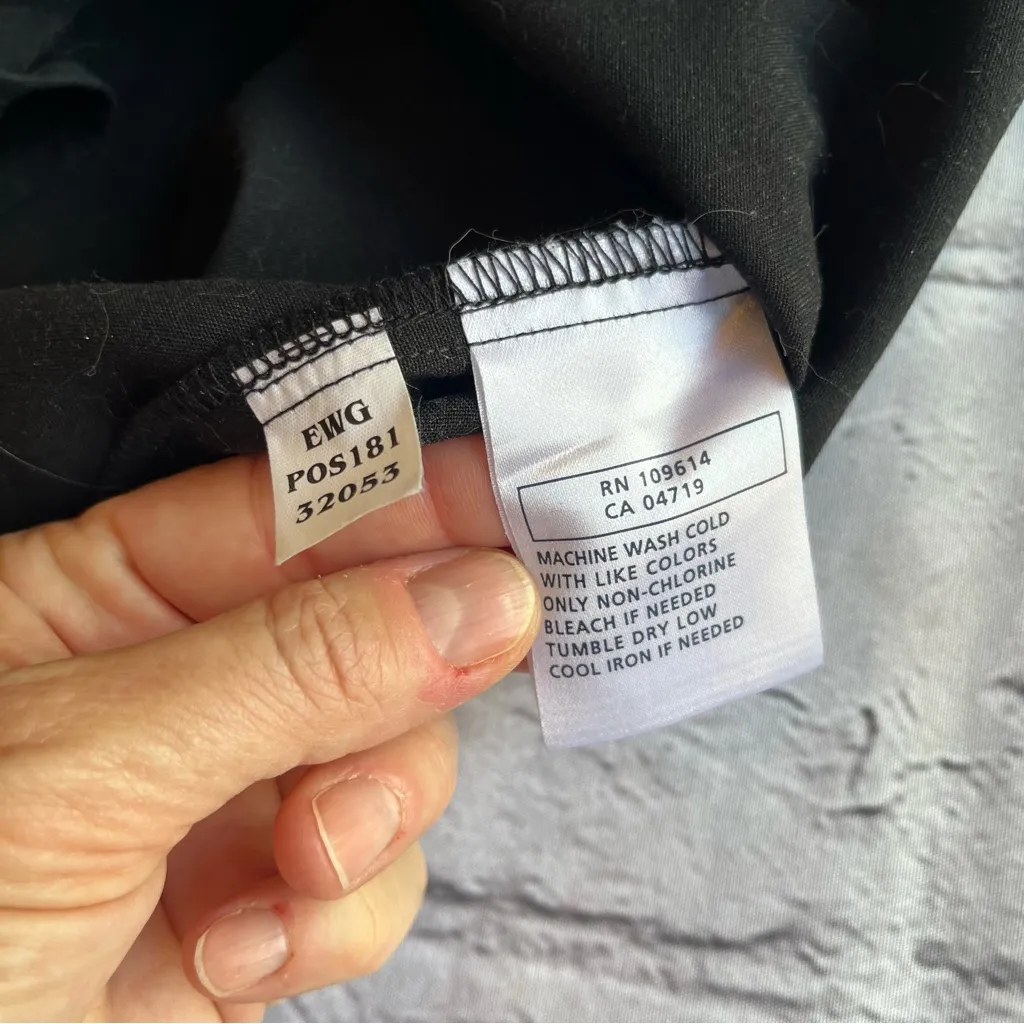 EWG
POS181
32053
RN 109614
CA 04719
MACHINE WASH COLD
WITH LIKE COLORS
ONLY NON-CHLORINE
BLEACH IF NEEDED
TUMBLE DRY LOW
COOL IRON IF NEEDED